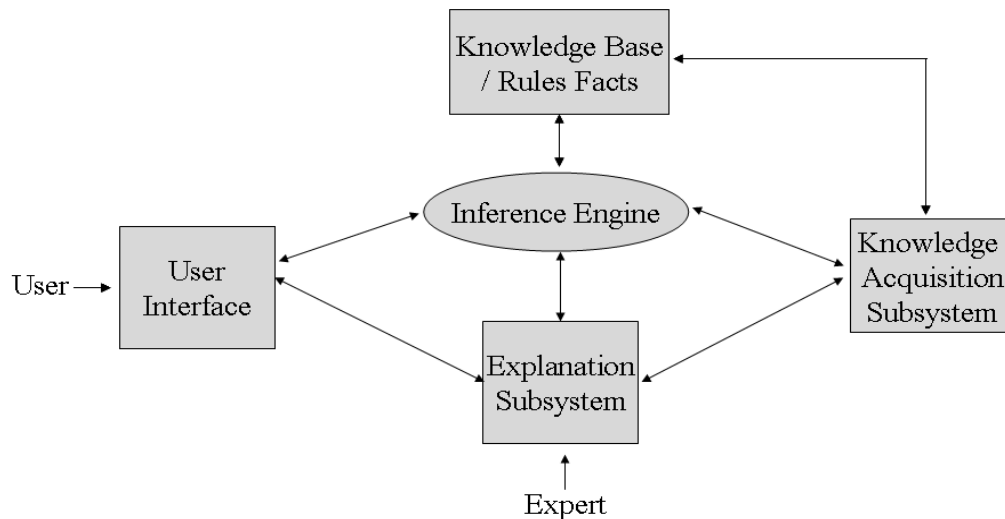 Knowledge Base
/ Rules Facts
Inference Engine
User
User
Interface
Knowledge
Acquisition
Subsystem
Explanation
Subsystem
Expert